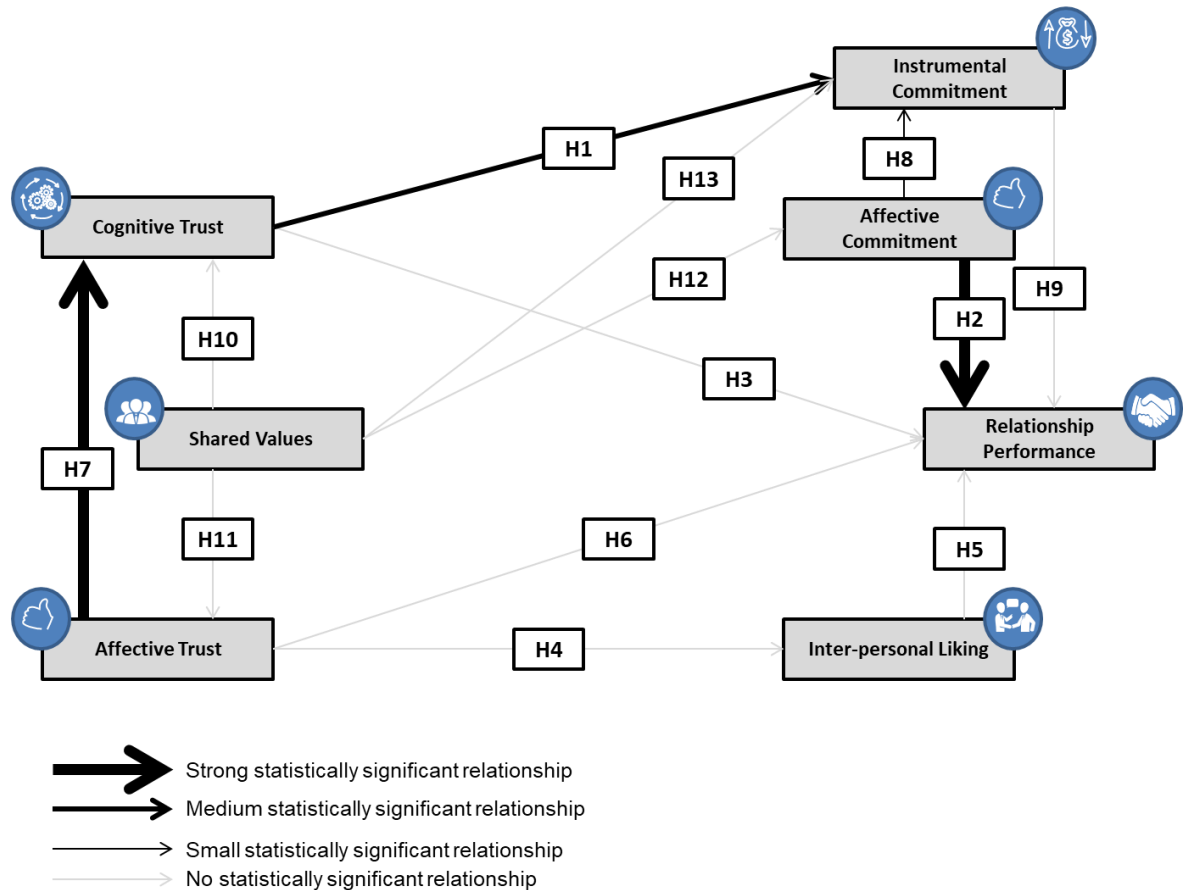 Instrumental
Commitment
H1
H8
H13
Cognitive Trust
Affective
Commitment
H12
H9
H2
H10
H3
Shared Values
Relationship
Performance
H7
H11
H6
H5
Affective Trust
H4
Inter-personal Liking
Strong statistically significant relationship
Medium statistically significant relationship
Small statistically significant relationship
No statistically significant relationship
$